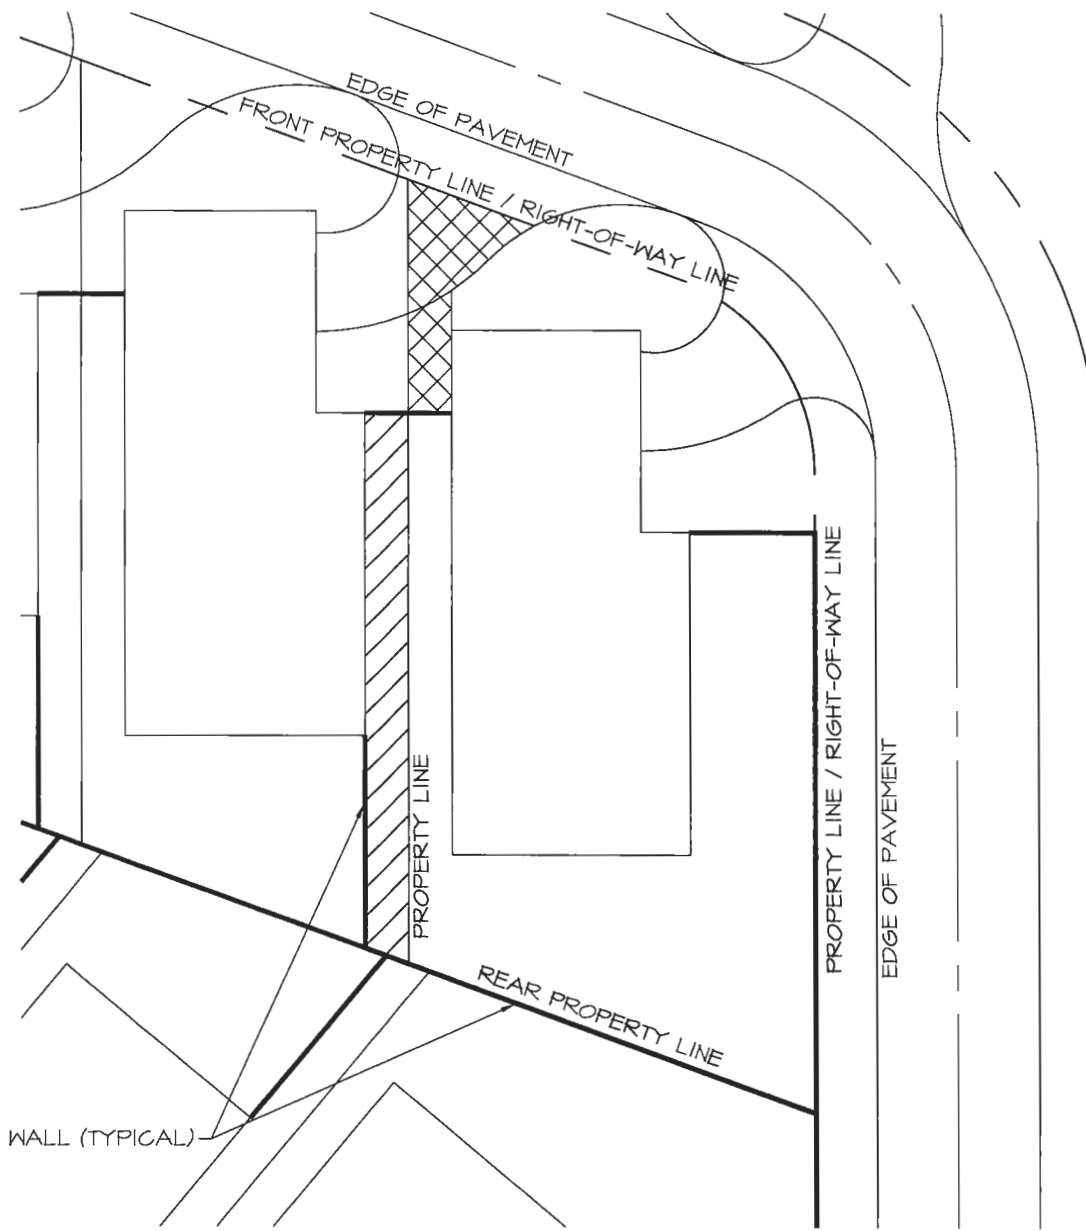 EDGE OF PAVEMENT
FRONT PROPERTY LINE / RIGHT-OF-WAY LINE
PROPERTY LINE / RIGHT-OF-WAY LINE
EDGE OF PAVEMENT
PROPERTY LINE
REAR PROPERTY LINE
WALL (TYPICAL)